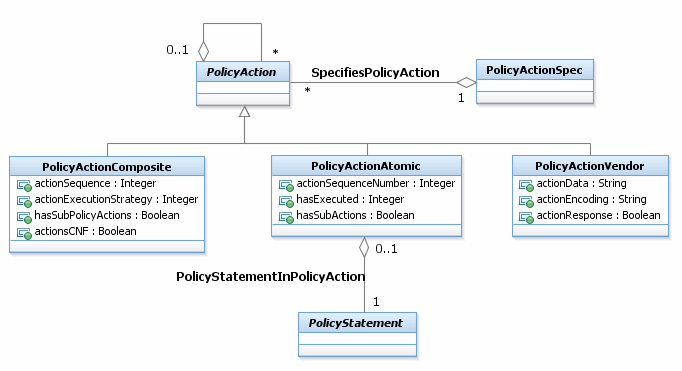 0..1
*
PolicyAction
SpecifiesPolicyAction
PolicyActionSpec
*
1
PolicyActionComposite
actionSequence : Integer
actionExecutionStrategy : Integer
hasSubPolicyActions : Boolean
actionsCNF : Boolean
PolicyActionAtomic
actionSequenceNumber : Integer
hasExecuted : Integer
hasSubActions : Boolean
PolicyActionVendor
actionData : String
actionEncoding : String
actionResponse : Boolean
0..1
PolicyStatementInPolicyAction
1
PolicyStatement